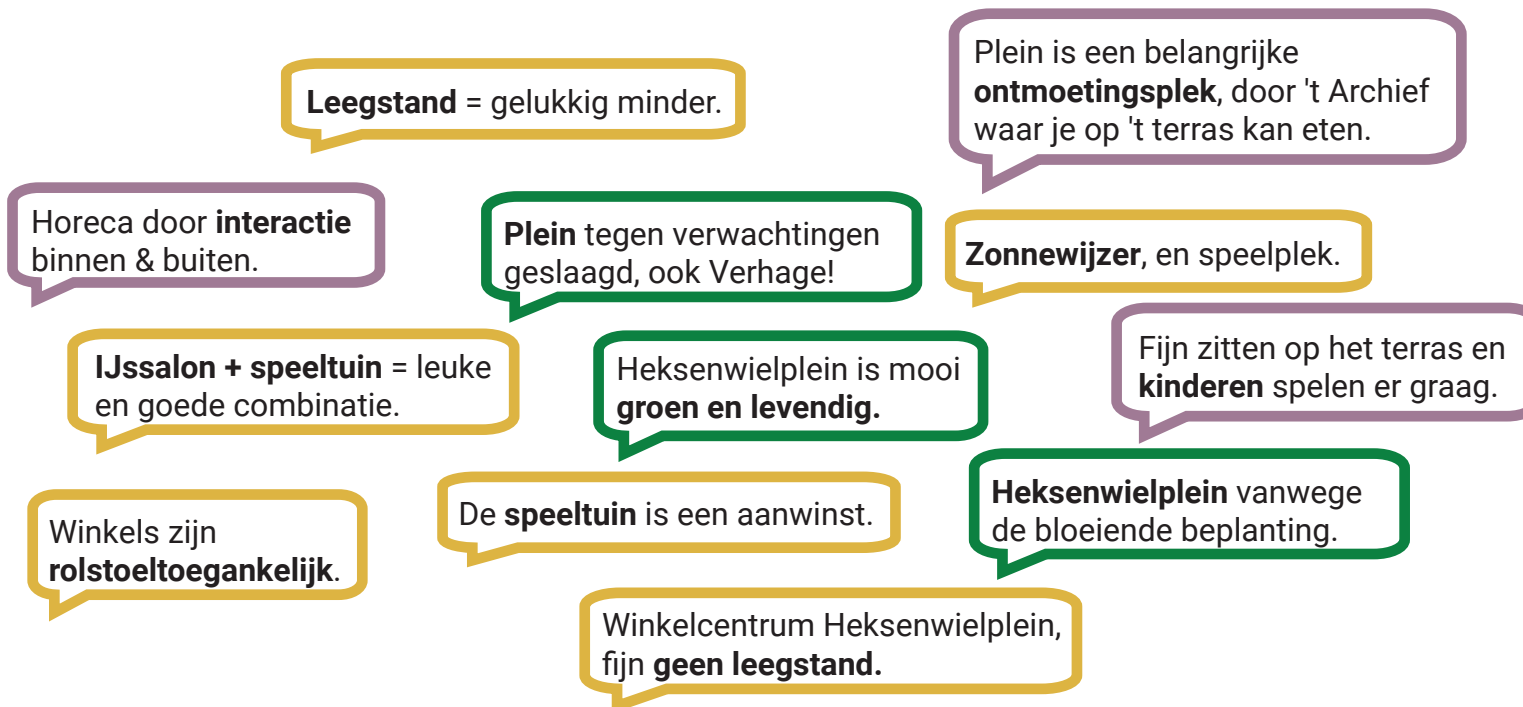 Leegstand = gelukkig minder.
Plein is een belangrijke
ontmoetingsplek, door 't Archief
waar je op 't terras kan eten.
Horeca door interactie
binnen & buiten.
Plein tegen verwachtingen
geslaagd, ook Verhage!
Zonnewijzer, en speelplek.
IJssalon + speeltuin = leuke
en goede combinatie.
Heksenwielplein is mooi
groen en levendig.
Fijn zitten op het terras en
kinderen spelen er graag.
Winkels zijn
rolstoeltoegankelijk.
De speeltuin is een aanwinst.
Heksenwielplein vanwege
de bloeiende beplanting.
Winkelcentrum Heksenwielplein,
fijn geen leegstand.